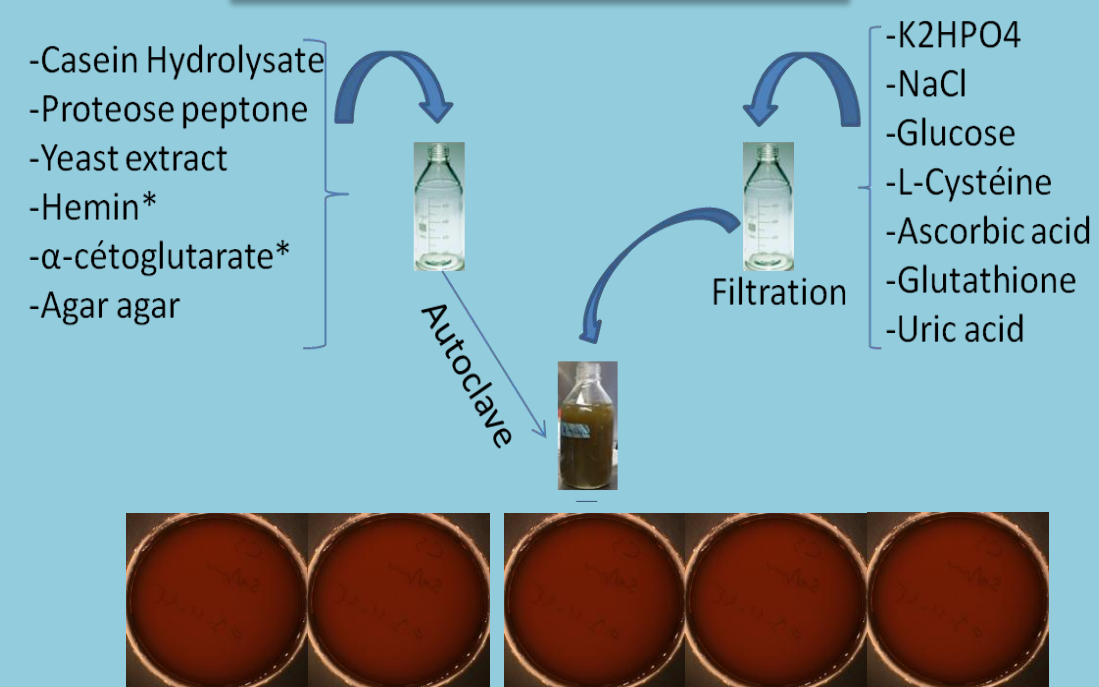 -Casein Hydrolysate
-Proteose peptone
-Yeast extract
-Hemin*
-α-cétoglutarate*
-Agar agar
-K2HPO4
-NaCl
-Glucose
-L-Cystéine
-Ascorbic acid
-Glutathione
-Uric acid
Filtration
Autoclave